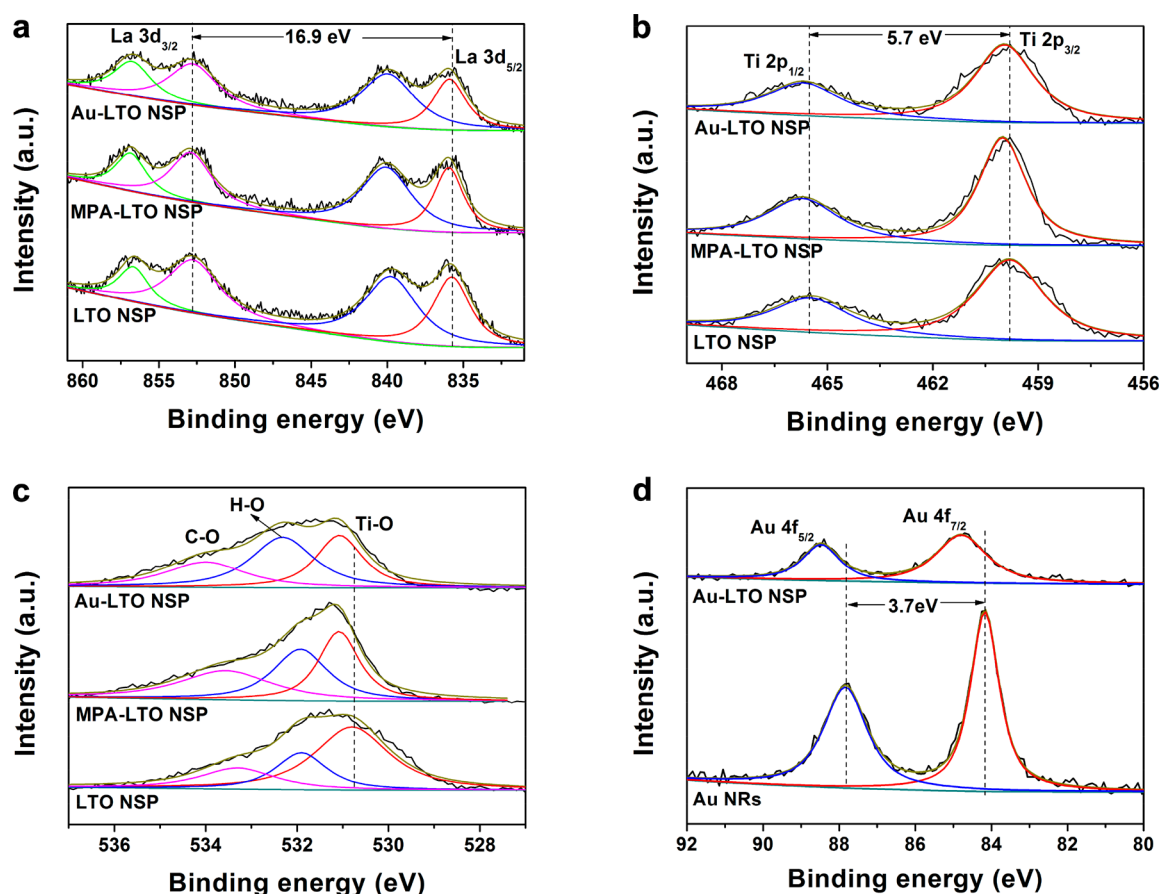 a
La 3d3/2
16.9 eV
La 3d5/2
Au-LTO NSP
MPA-LTO NSP
LTO NSP
Intensity (a.u.)
860 855 850 845 840 835
Binding energy (eV)
b
5.7 eV
Ti 2p3/2
Ti 2p1/2
Au-LTO NSP
MPA-LTO NSP
LTO NSP
Intensity (a.u.)
468 465 462 459 456
Binding energy (eV)
c
H-O
Ti-O
C-O
Au-LTO NSP
MPA-LTO NSP
LTO NSP
Intensity (a.u.)
536 534 532 530 528
Binding energy (eV)
d
Au 4f5/2
Au 4f7/2
Au-LTO NSP
3.7eV
Au NRs
Intensity (a.u.)
92 90 88 86 84 82 80
Binding energy (eV)